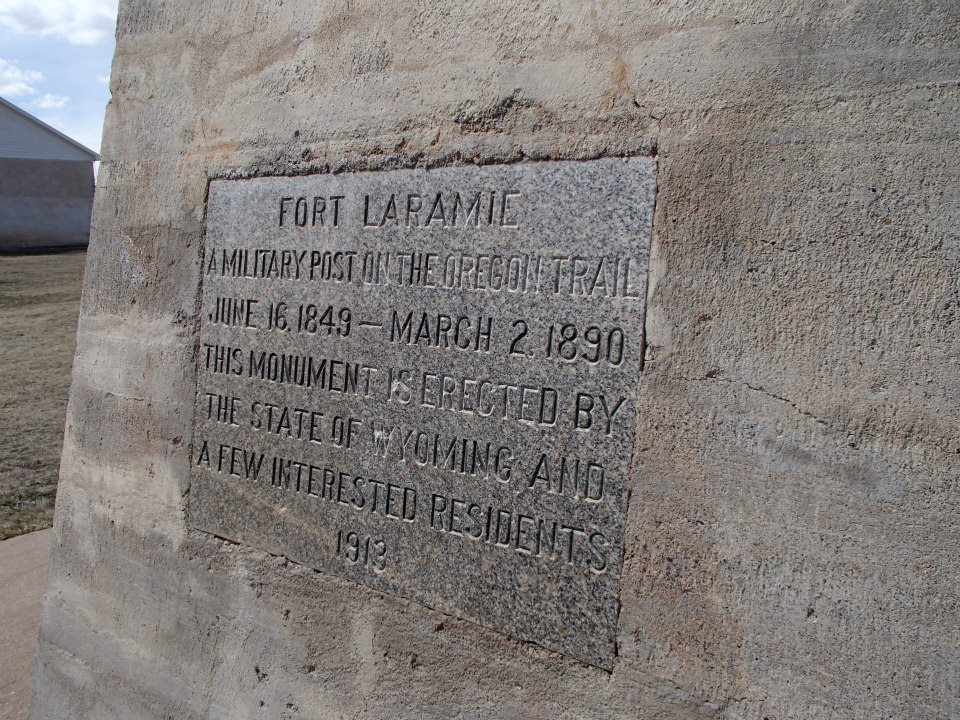 FORT LARAMIE
A MILITARY POST ON THE OREGON TRAIL
JUNE 16, 1849 — MARCH 2, 1890
THIS MONUMENT IS ERECTED BY
THE STATE OF WYOMING AND
A FEW INTERESTED RESIDENTS
1913